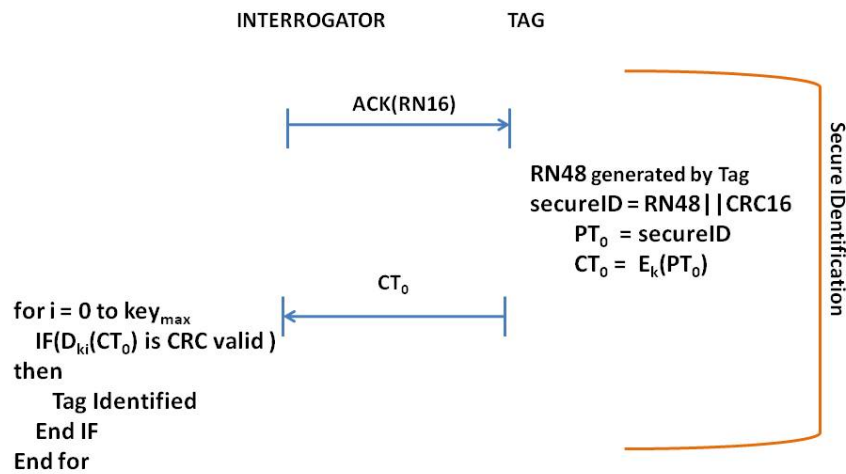 INTERROGATOR TAG
ACK(RN16)
RN48 generated by Tag
secureID = RN48||CRC16
PT₀ = secureID
CT₀ = Eₖ(PT₀)
CT₀
for i = 0 to keyₘₐₓ
IF(Dₖᵢ(CT₀) is CRC valid )
then
Tag Identified
End IF
End for
Secure IDentification